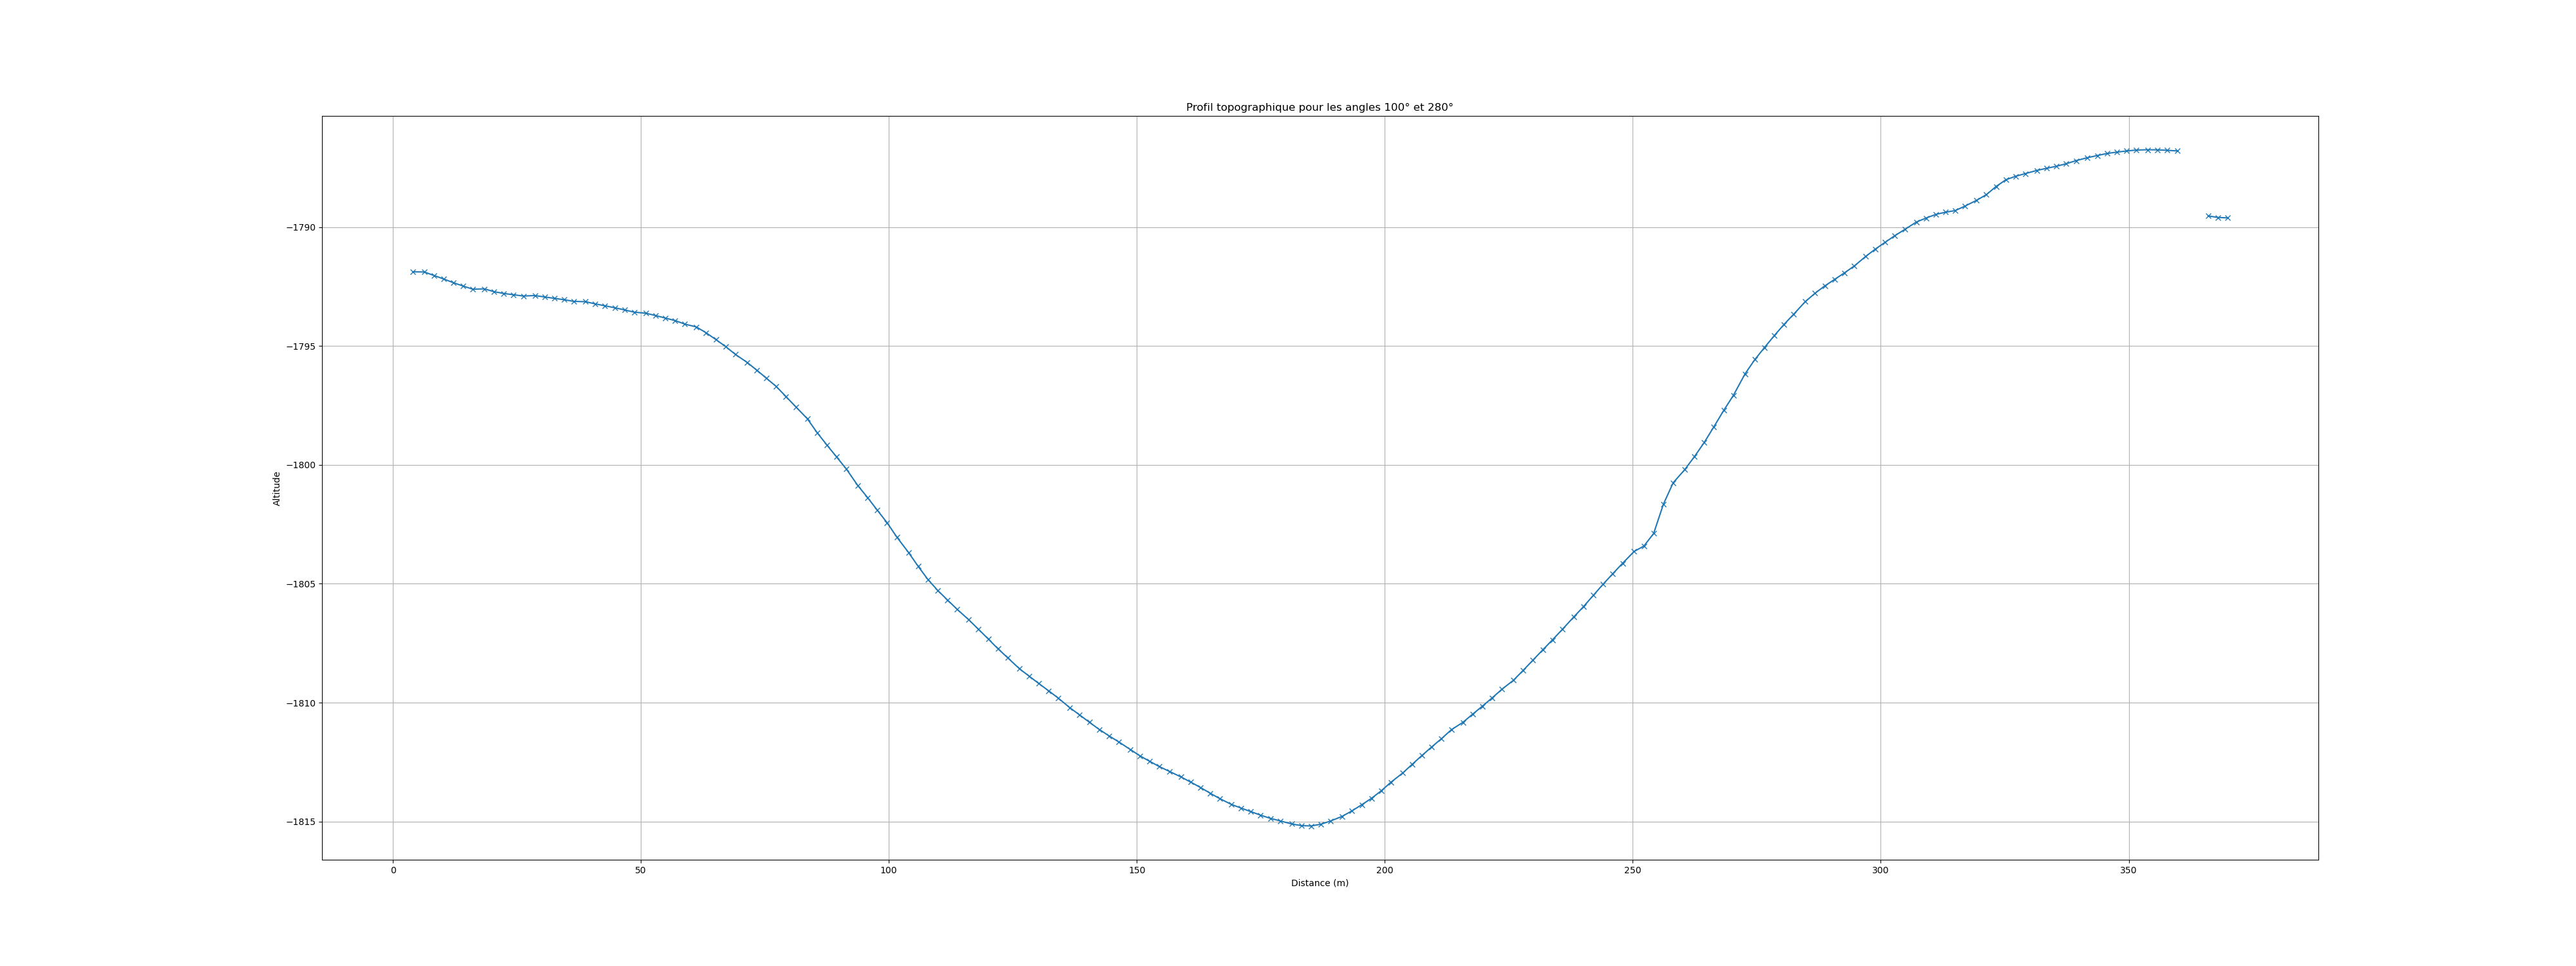 Profil topographique pour les angles 100° et 280°
Altitude
−1790
−1795
−1800
−1805
−1810
−1815
0 50 100 150 200 250 300 350
Distance (m)